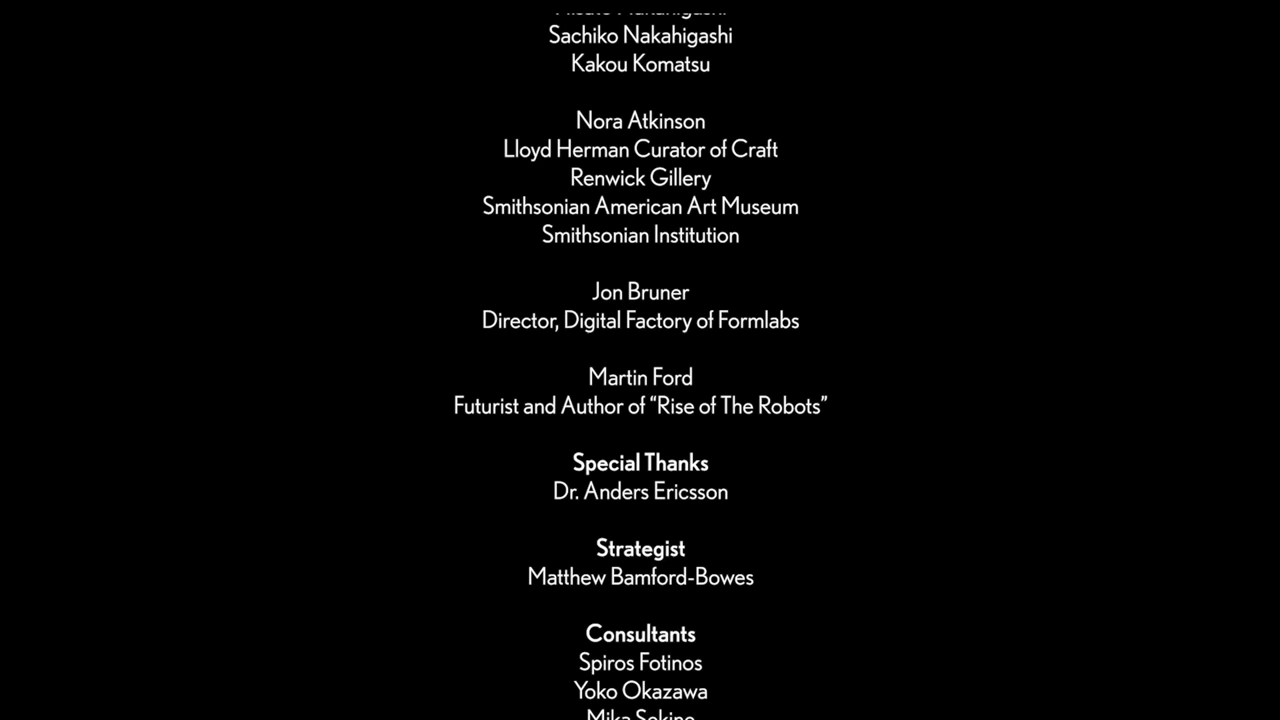 Sachiko Nakahigashi
Kakou Komatsu
Nora Atkinson
Lloyd Herman Curator of Craft
Renwick Gillery
Smithsonian American Art Museum
Smithsonian Institution
Jon Bruner
Director, Digital Factory of Formlabs
Martin Ford
Futurist and Author of “Rise of The Robots”
Special Thanks
Dr. Anders Ericsson
Strategist
Matthew Bamford-Bowes
Consultants
Spiros Fotinos
Yoko Okazawa